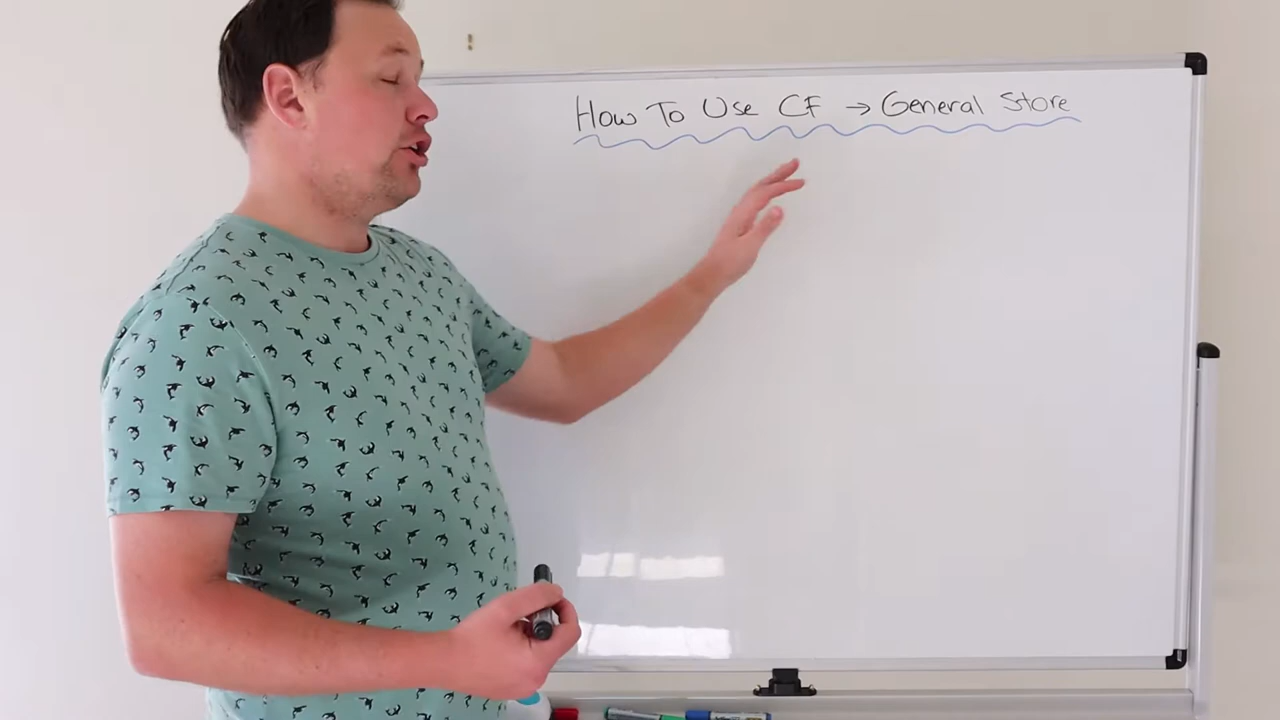 How To Use CF → General Store